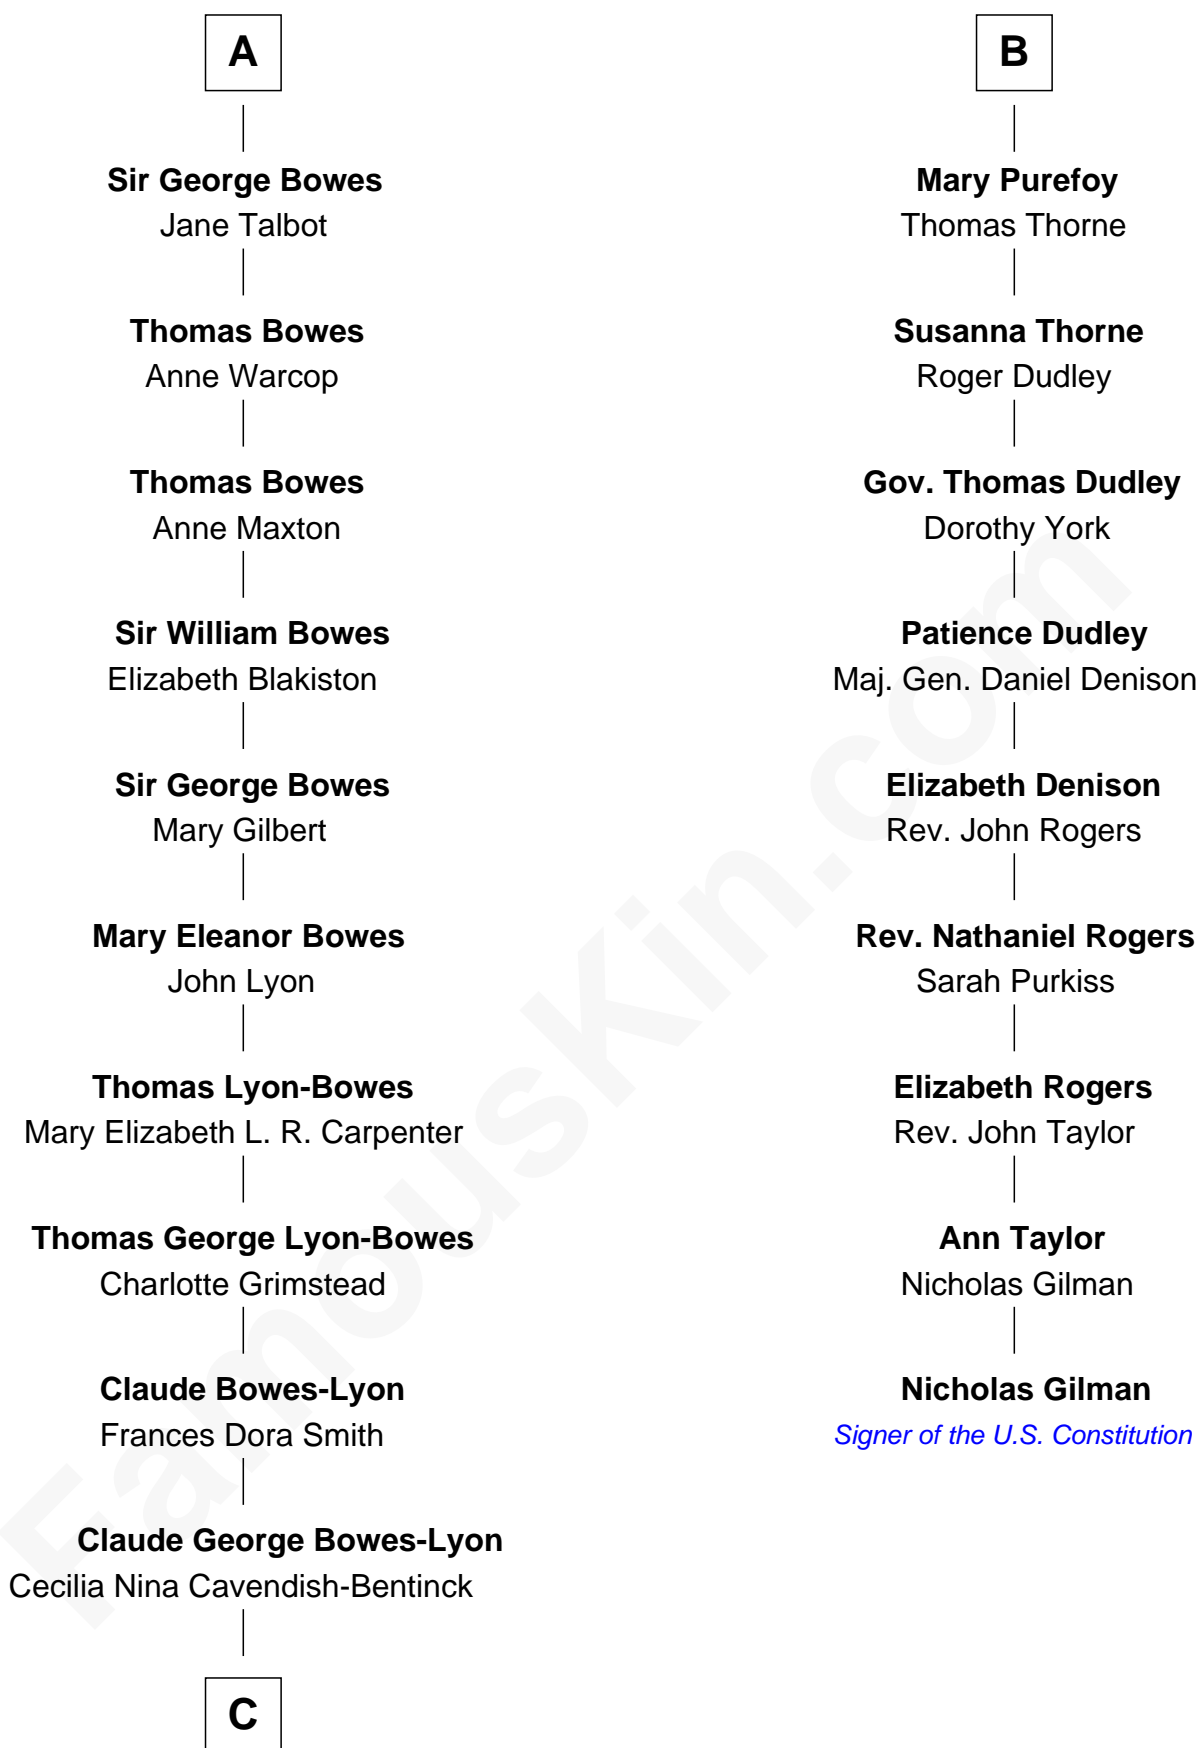 A
Sir George Bowes
Jane Talbot
Thomas Bowes
Anne Warcop
Thomas Bowes
Anne Maxton
Sir William Bowes
Elizabeth Blakiston
Sir George Bowes
Mary Gilbert
Mary Eleanor Bowes
John Lyon
Thomas Lyon-Bowes
Mary Elizabeth L. R. Carpenter
Thomas George Lyon-Bowes
Charlotte Grimstead
Claude Bowes-Lyon
Frances Dora Smith
Claude George Bowes-Lyon
Cecilia Nina Cavendish-Bentinck
C
B
Mary Purefoy
Thomas Thorne
Susanna Thorne
Roger Dudley
Gov. Thomas Dudley
Dorothy York
Patience Dudley
Maj. Gen. Daniel Denison
Elizabeth Denison
Rev. John Rogers
Rev. Nathaniel Rogers
Sarah Purkiss
Elizabeth Rogers
Rev. John Taylor
Ann Taylor
Nicholas Gilman
Nicholas Gilman
Signer of the U.S. Constitution
FamousKin.com